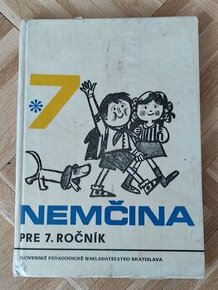 *7
NEMČINA
PRE 7. ROČNÍK
SLOVENSKÉ PEDAGOGICKÉ NAKLADATEĽSTVO BRATISLAVA